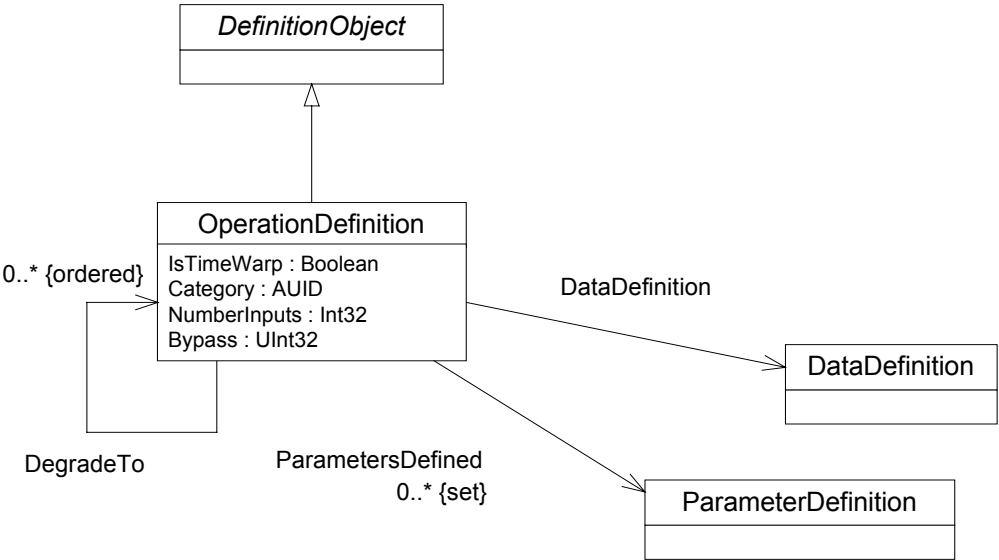 DefinitionObject
OperationDefinition
IsTimeWarp : Boolean
Category : AUID
NumberInputs : Int32
Bypass : UInt32
0..* {ordered}
DegradeTo
DataDefinition
DataDefinition
ParametersDefined
0..* {set}
ParameterDefinition